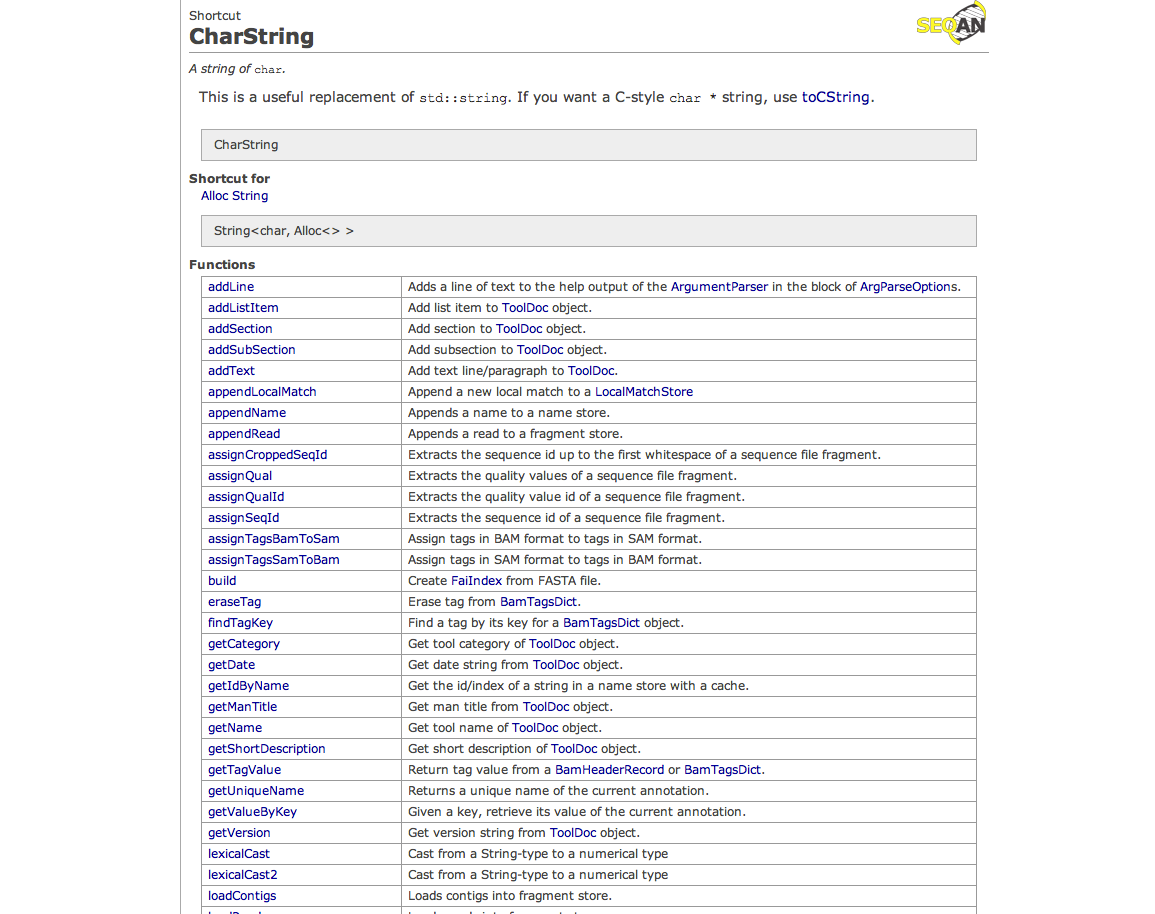 Shortcut
SEQAN
CharString
A string of char.
This is a useful replacement of std::string. If you want a C-style char * string, use toCString.
CharString
Shortcut for
Alloc String
String<char, Alloc<> >
Functions
addLine Adds a line of text to the help output of the ArgumentParser in the block of ArgParseOptions.
addListItem Add list item to ToolDoc object.
addSection Add section to ToolDoc object.
addSubSection Add subsection to ToolDoc object.
addText Add text line/paragraph to ToolDoc.
appendLocalMatch Append a new local match to a LocalMatchStore
appendName Appends a name to a name store.
appendRead Appends a read to a fragment store.
assignCroppedSeqId Extracts the sequence id up to the first whitespace of a sequence file fragment.
assignQual Extracts the quality values of a sequence file fragment.
assignQualId Extracts the quality value id of a sequence file fragment.
assignSeqId Extracts the sequence id of a sequence file fragment.
assignTagsBamToSam Assign tags in BAM format to tags in SAM format.
assignTagsSamToBam Assign tags in SAM format to tags in BAM format.
build Create FaiIndex from FASTA file.
eraseTag Erase tag from BamTagsDict.
findTagKey Find a tag by its key for a BamTagsDict object.
getCategory Get tool category of ToolDoc object.
getDate Get date string from ToolDoc object.
getIdByName Get the id/index of a string in a name store with a cache.
getManTitle Get man title from ToolDoc object.
getName Get tool name of ToolDoc object.
getShortDescription Get short description of ToolDoc object.
getTagValue Return tag value from a BamHeaderRecord or BamTagsDict.
getUniqueName Returns a unique name of the current annotation.
getValueByKey Given a key, retrieve its value of the current annotation.
getVersion Get version string from ToolDoc object.
lexicalCast Cast from a String-type to a numerical type
lexicalCast2 Cast from a String-type to a numerical type
loadContigs Loads contigs into fragment store.